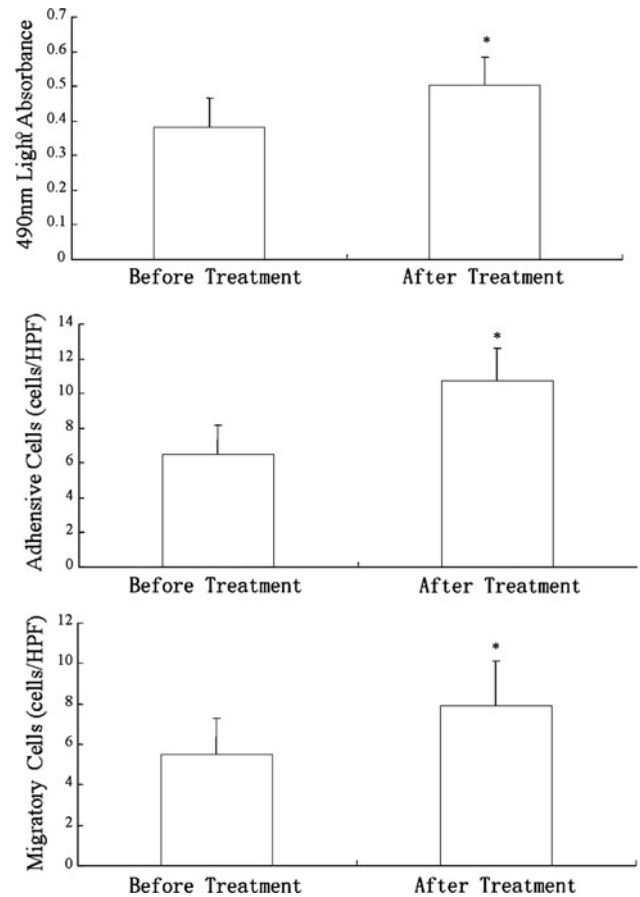 490nm Light Absorbance
0.7
0.6
0.5
0.4
0.3
0.2
0.1
0
*
Before Treatment
After Treatment
Adhensive Cells (cells/HPF)
14
12
10
8
6
4
2
0
*
Before Treatment
After Treatment
Migratory Cells (cells/HPF)
12
10
8
6
4
2
0
*
Before Treatment
After Treatment